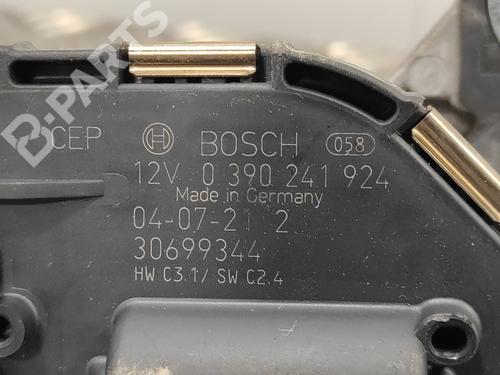 CEP BOSCH 058
12V 0 390 241 924
Made in Germany
04-07-21 2
30699344
HW C3.1/ SW C2.4
B-PARTS